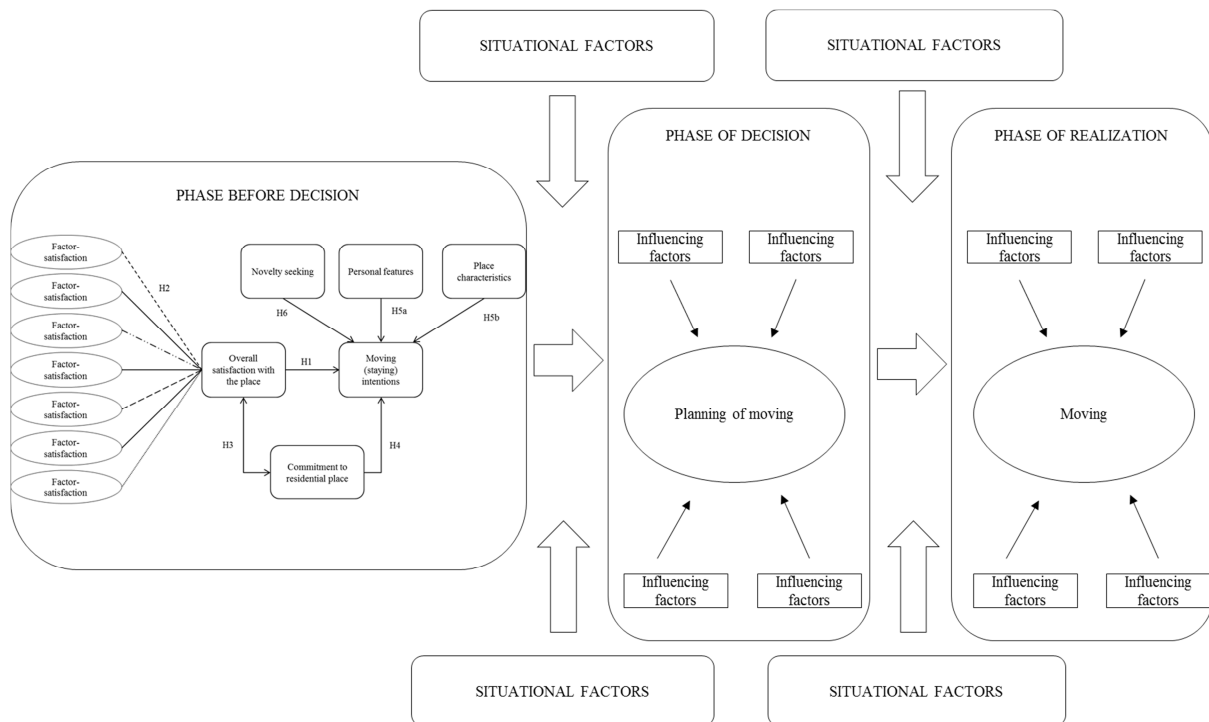 SITUATIONAL FACTORS
SITUATIONAL FACTORS
PHASE BEFORE DECISION
Factor-
satisfaction
Factor-
satisfaction
Factor-
satisfaction
Factor-
satisfaction
Factor-
satisfaction
Factor-
satisfaction
Factor-
satisfaction
H2
Novelty seeking
Personal features
Place
characteristics
H6
H5a
H5b
Overall
satisfaction with
the place
H1
Moving
(staying)
intentions
H3
H4
Commitment to
residential place
PHASE OF DECISION
Influencing
factors
Influencing
factors
Planning of moving
Influencing
factors
Influencing
factors
PHASE OF REALIZATION
Influencing
factors
Influencing
factors
Moving
Influencing
factors
Influencing
factors
SITUATIONAL FACTORS
SITUATIONAL FACTORS